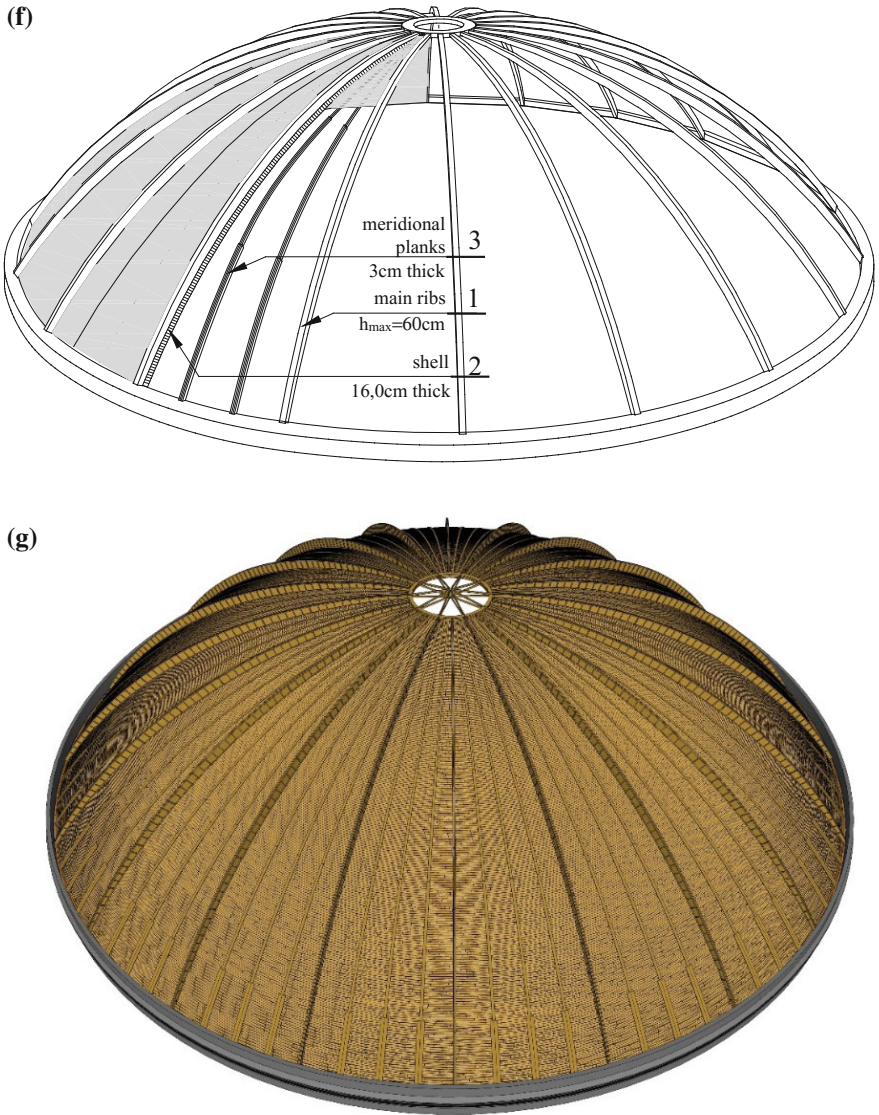 (f)
meridional
planks 3
3cm thick
main ribs 1
hmax=60cm
shell 2
16,0cm thick
(g)